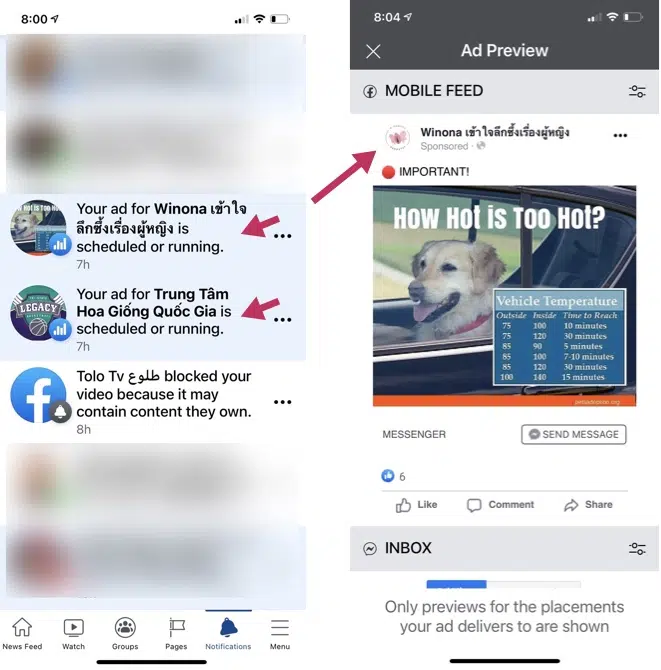 8:00
Your ad for Winona เข้าใจ
ลึกซึ้งเรื่องผู้หญิง is
scheduled or running.
7h
LEGACY
Your ad for Trung Tâm
Hoa Giống Quốc Gia is
scheduled or running.
7h
Tolo Tv طلوع blocked your
video because it may
contain content they own.
8h
News Feed
Watch
Groups
Pages
Notifications
Menu
8:04
Ad Preview
MOBILE FEED
Winona เข้าใจลึกซึ้งเรื่องผู้หญิง
Sponsored ·
IMPORTANT!
How Hot is Too Hot?
Vehicle Temperature
Outside Inside Time to Reach
75 100 10 minutes
75 120 30 minutes
85 90 5 minutes
85 100 7-10 minutes
85 120 30 minutes
100 140 15 minutes
MESSENGER
SEND MESSAGE
6
Like
Comment
Share
INBOX
Only previews for the placements
your ad delivers to are shown